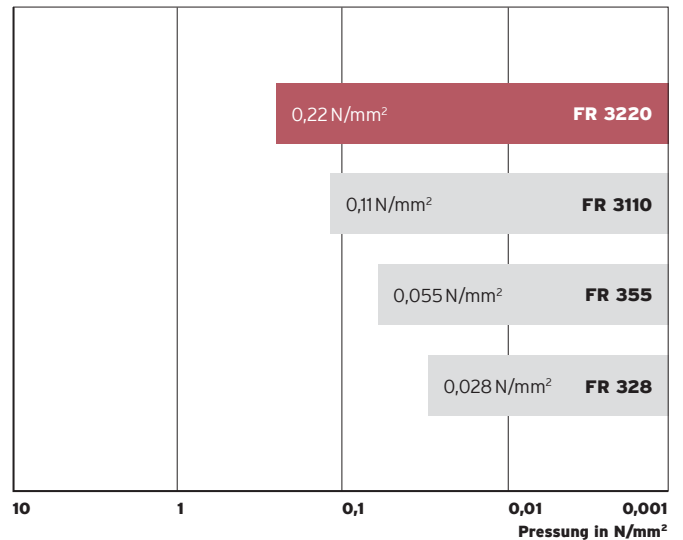 0,22 N/mm² FR 3220
0,11 N/mm² FR 3110
0,055 N/mm² FR 355
0,028 N/mm² FR 328
10 1 0,1 0,01 0,001
Pressung in N/mm²